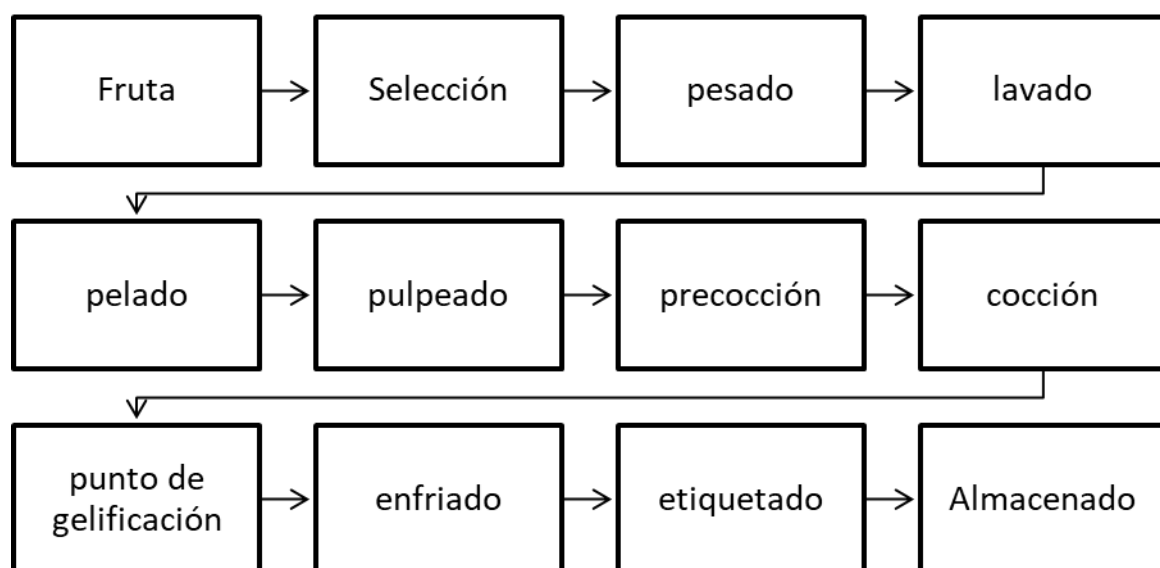 Fruta
Selección
pesado
lavado
pelado
pulpeado
precocción
cocción
punto de
gelificación
enfriado
etiquetado
Almacenado